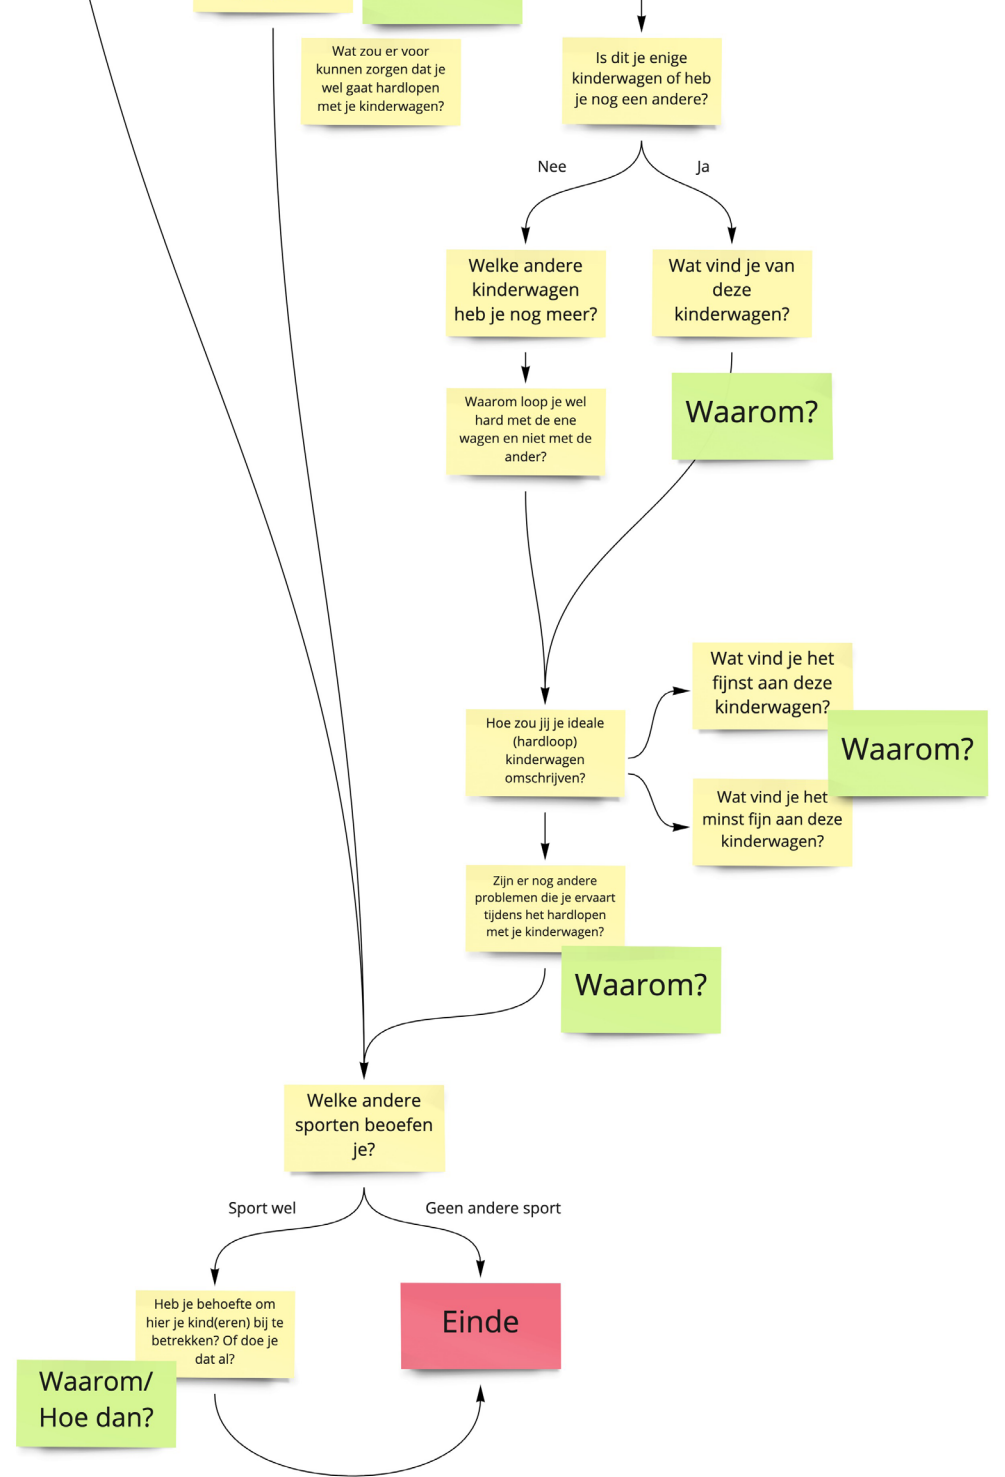 Wat zou er voor
kunnen zorgen dat je
wel gaat hardlopen
met je kinderwagen?
Is dit je enige
kinderwagen of heb
je nog een andere?
Nee
Ja
Welke andere
kinderwagen
heb je nog meer?
Wat vind je van
deze
kinderwagen?
Waarom loop je wel
hard met de ene
wagen en niet met de
ander?
Waarom?
Wat vind je het
fijnst aan deze
kinderwagen?
Waarom?
Hoe zou jij je ideale
(hardloop)
kinderwagen
omschrijven?
Wat vind je het
minst fijn aan deze
kinderwagen?
Zijn er nog andere
problemen die je ervaart
tijdens het hardlopen
met je kinderwagen?
Waarom?
Welke andere
sporten beoefen
je?
Sport wel
Geen andere sport
Heb je behoefte om
hier je kind(eren) bij te
betrekken? Of doe je
dat al?
Einde
Waarom/
Hoe dan?